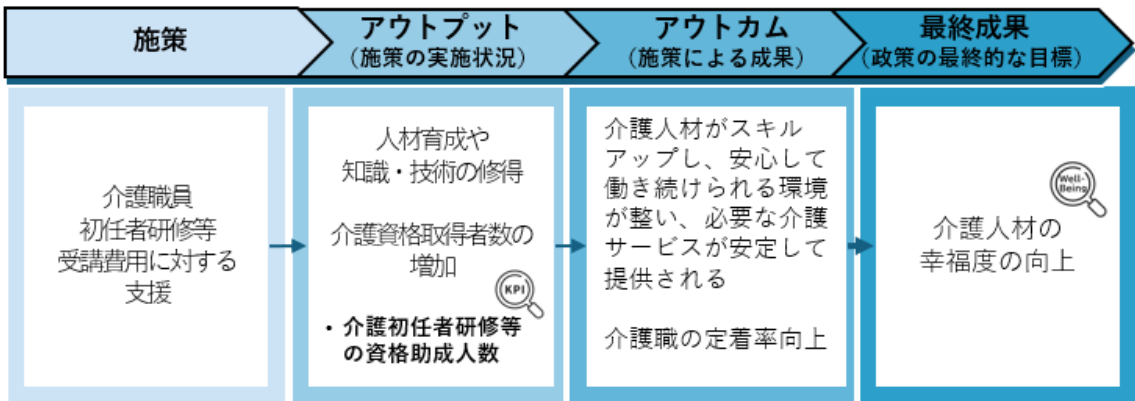 施策
アウトプット
(施策の実施状況)
アウトカム
(施策による成果)
最終成果
(政策の最終的な目標)
介護職員
初任者研修等
受講費用に対する
支援
人材育成や
知識・技術の修得
介護資格取得者数の
増加
KPI
・介護初任者研修等
の資格助成人数
介護人材がスキル
アップし、安心して
働き続けられる環境
が整い、必要な介護
サービスが安定して
提供される
介護職の定着率向上
Well-
Being
介護人材の
幸福度の向上